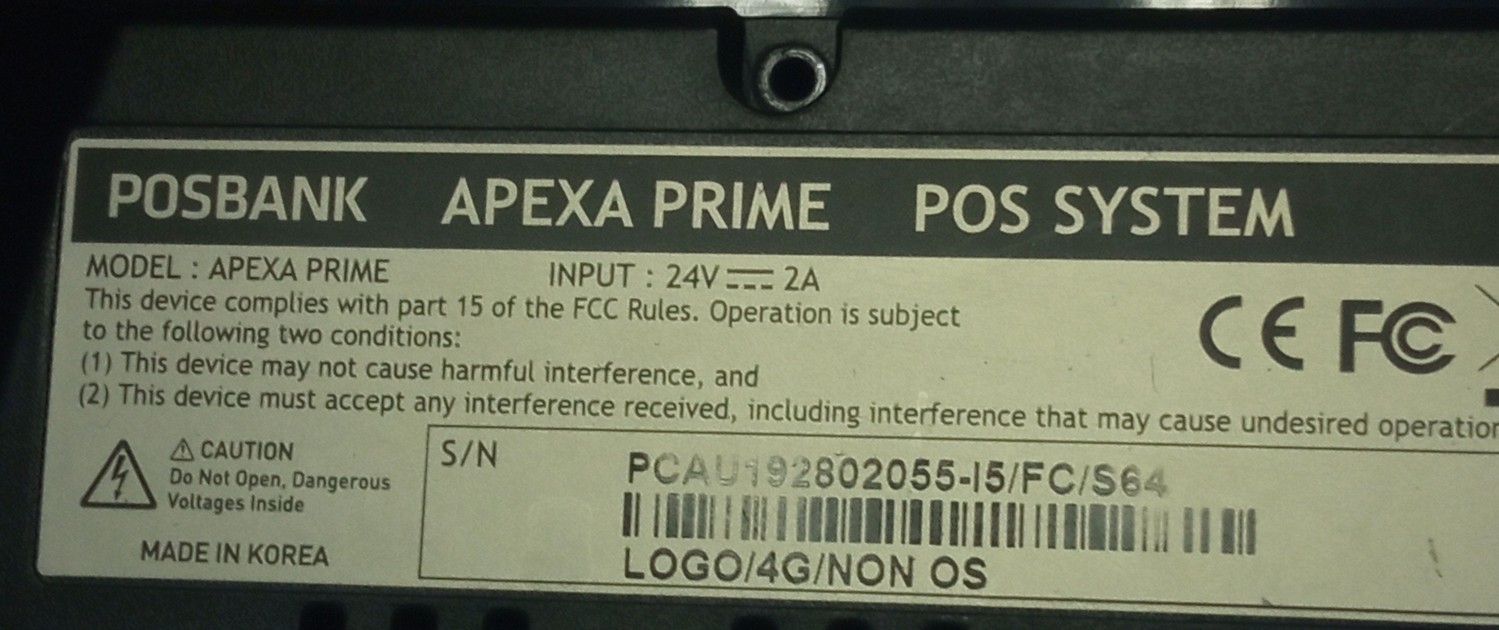 POSBANK APEXA PRIME POS SYSTEM
MODEL : APEXA PRIME INPUT : 24V ⎓ 2A
This device complies with part 15 of the FCC Rules. Operation is subject
to the following two conditions:
(1) This device may not cause harmful interference, and
(2) This device must accept any interference received, including interference that may cause undesired operation
CE FC
⚠ CAUTION
Do Not Open, Dangerous
Voltages Inside
MADE IN KOREA
S/N
PCAU192802055-I5/FC/S64
LOGO/4G/NON OS